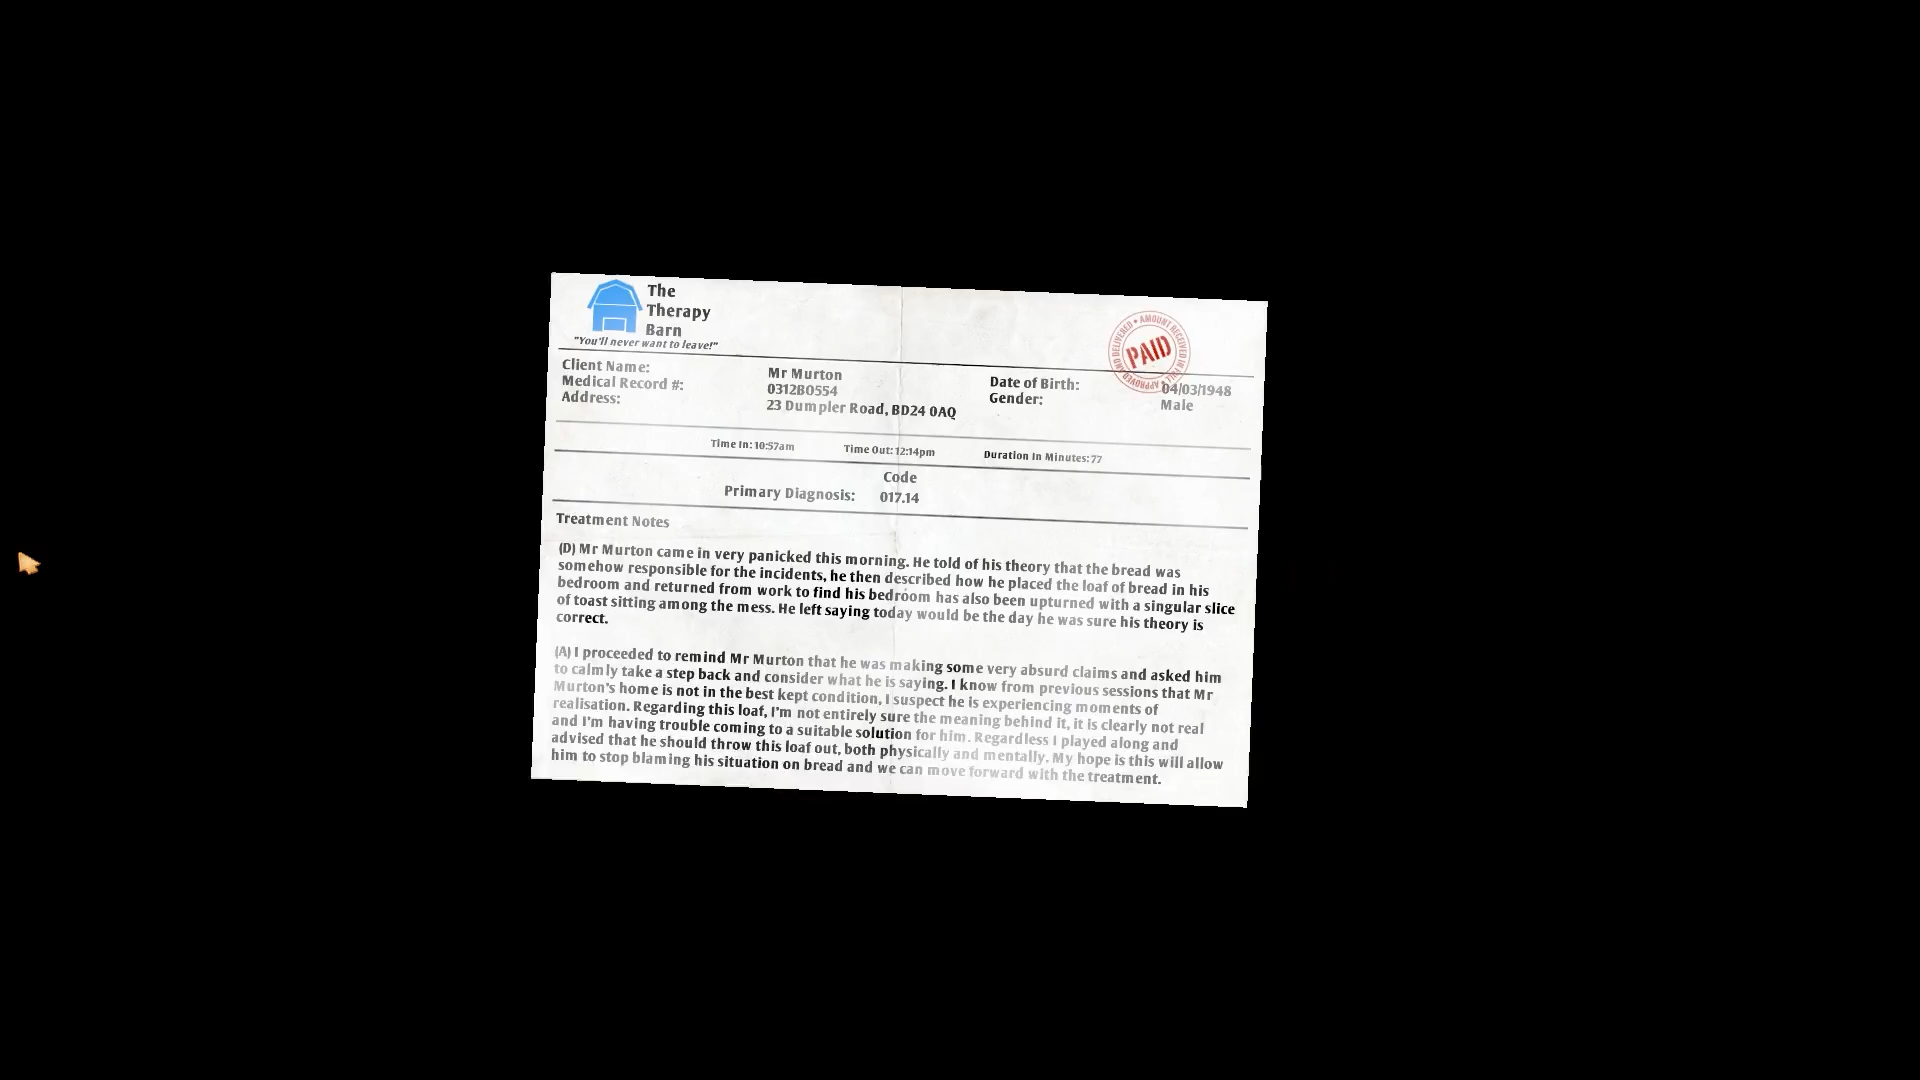 The
Therapy
Barn
"You'll never want to leave!"
AMOUNT RECEIVED IN FULL • APPROVED AND DELIVERED •
PAID
Client Name: Mr Murton Date of Birth: 04/03/1948
Medical Record #: 0312B0554 Gender: Male
Address: 23 Dumpler Road, BD24 0AQ
Time In: 10:57am Time Out: 12:14pm Duration In Minutes: 77
Code
Primary Diagnosis: 017.14
Treatment Notes
(D) Mr Murton came in very panicked this morning. He told of his theory that the bread was
somehow responsible for the incidents, he then described how he placed the loaf of bread in his
bedroom and returned from work to find his bedroom has also been upturned with a singular slice
of toast sitting among the mess. He left saying today would be the day he was sure his theory is
correct.
(A) I proceeded to remind Mr Murton that he was making some very absurd claims and asked him
to calmly take a step back and consider what he is saying. I know from previous sessions that Mr
Murton's home is not in the best kept condition, I suspect he is experiencing moments of
realisation. Regarding this loaf, I'm not entirely sure the meaning behind it, it is clearly not real
and I'm having trouble coming to a suitable solution for him. Regardless I played along and
advised that he should throw this loaf out, both physically and mentally. My hope is this will allow
him to stop blaming his situation on bread and we can move forward with the treatment.